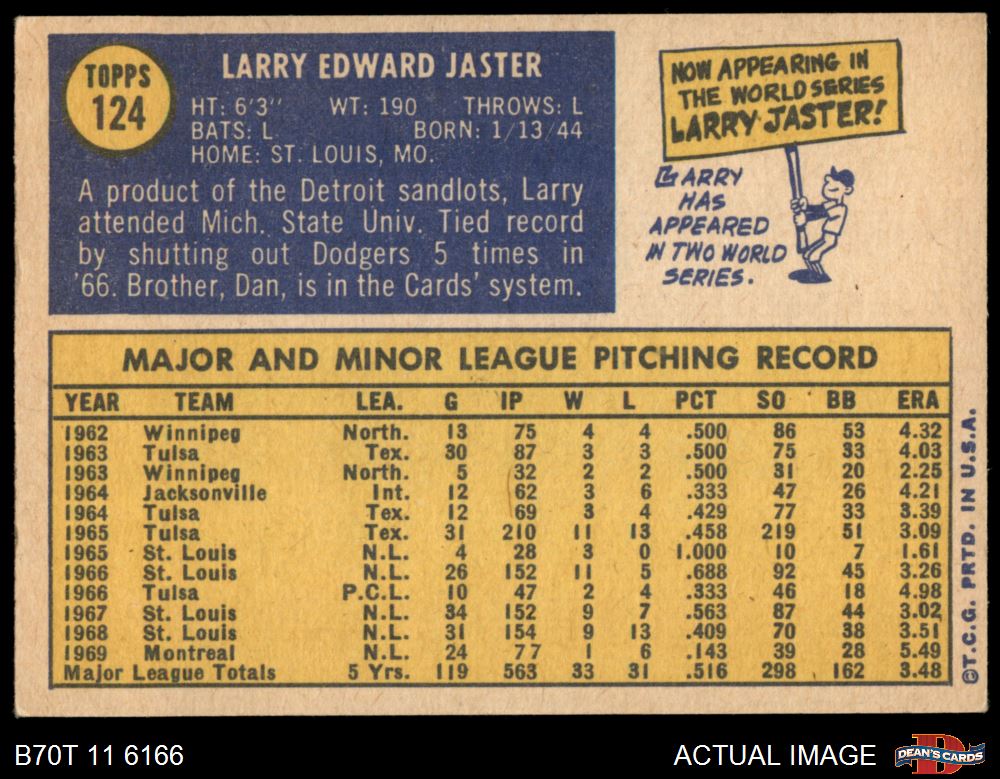 TOPPS
124
LARRY EDWARD JASTER
HT: 6'3" WT: 190 THROWS: L
BATS: L BORN: 1/13/44
HOME: ST. LOUIS, MO.
A product of the Detroit sandlots, Larry
attended Mich. State Univ. Tied record
by shutting out Dodgers 5 times in
'66. Brother, Dan, is in the Cards' system.
NOW APPEARING IN
THE WORLD SERIES
LARRY JASTER!
LARRY
HAS
APPEARED
IN TWO WORLD
SERIES.
MAJOR AND MINOR LEAGUE PITCHING RECORD
YEAR TEAM LEA. G IP W L PCT SO BB ERA
1962 Winnipeg North. 13 75 4 4 .500 86 53 4.32
1963 Tulsa Tex. 30 87 3 3 .500 75 33 4.03
1963 Winnipeg North. 5 32 2 2 .500 31 20 2.25
1964 Jacksonville Int. 12 62 3 6 .333 47 26 4.21
1964 Tulsa Tex. 12 69 3 4 .429 77 33 3.39
1965 Tulsa Tex. 31 210 11 13 .458 219 51 3.09
1965 St. Louis N.L. 4 28 3 0 1.000 10 7 1.61
1966 St. Louis N.L. 26 152 11 5 .688 92 45 3.26
1966 Tulsa P.C.L. 10 47 2 4 .333 46 18 4.98
1967 St. Louis N.L. 34 152 9 7 .563 87 44 3.02
1968 St. Louis N.L. 31 154 9 13 .409 70 38 3.51
1969 Montreal N.L. 24 77 1 6 .143 39 28 5.49
Major League Totals 5 Yrs. 119 563 33 31 .516 298 162 3.48
©T.C.G. PRTD. IN U.S.A.
B70T 11 6166
ACTUAL IMAGE
D
DEAN'S CARDS